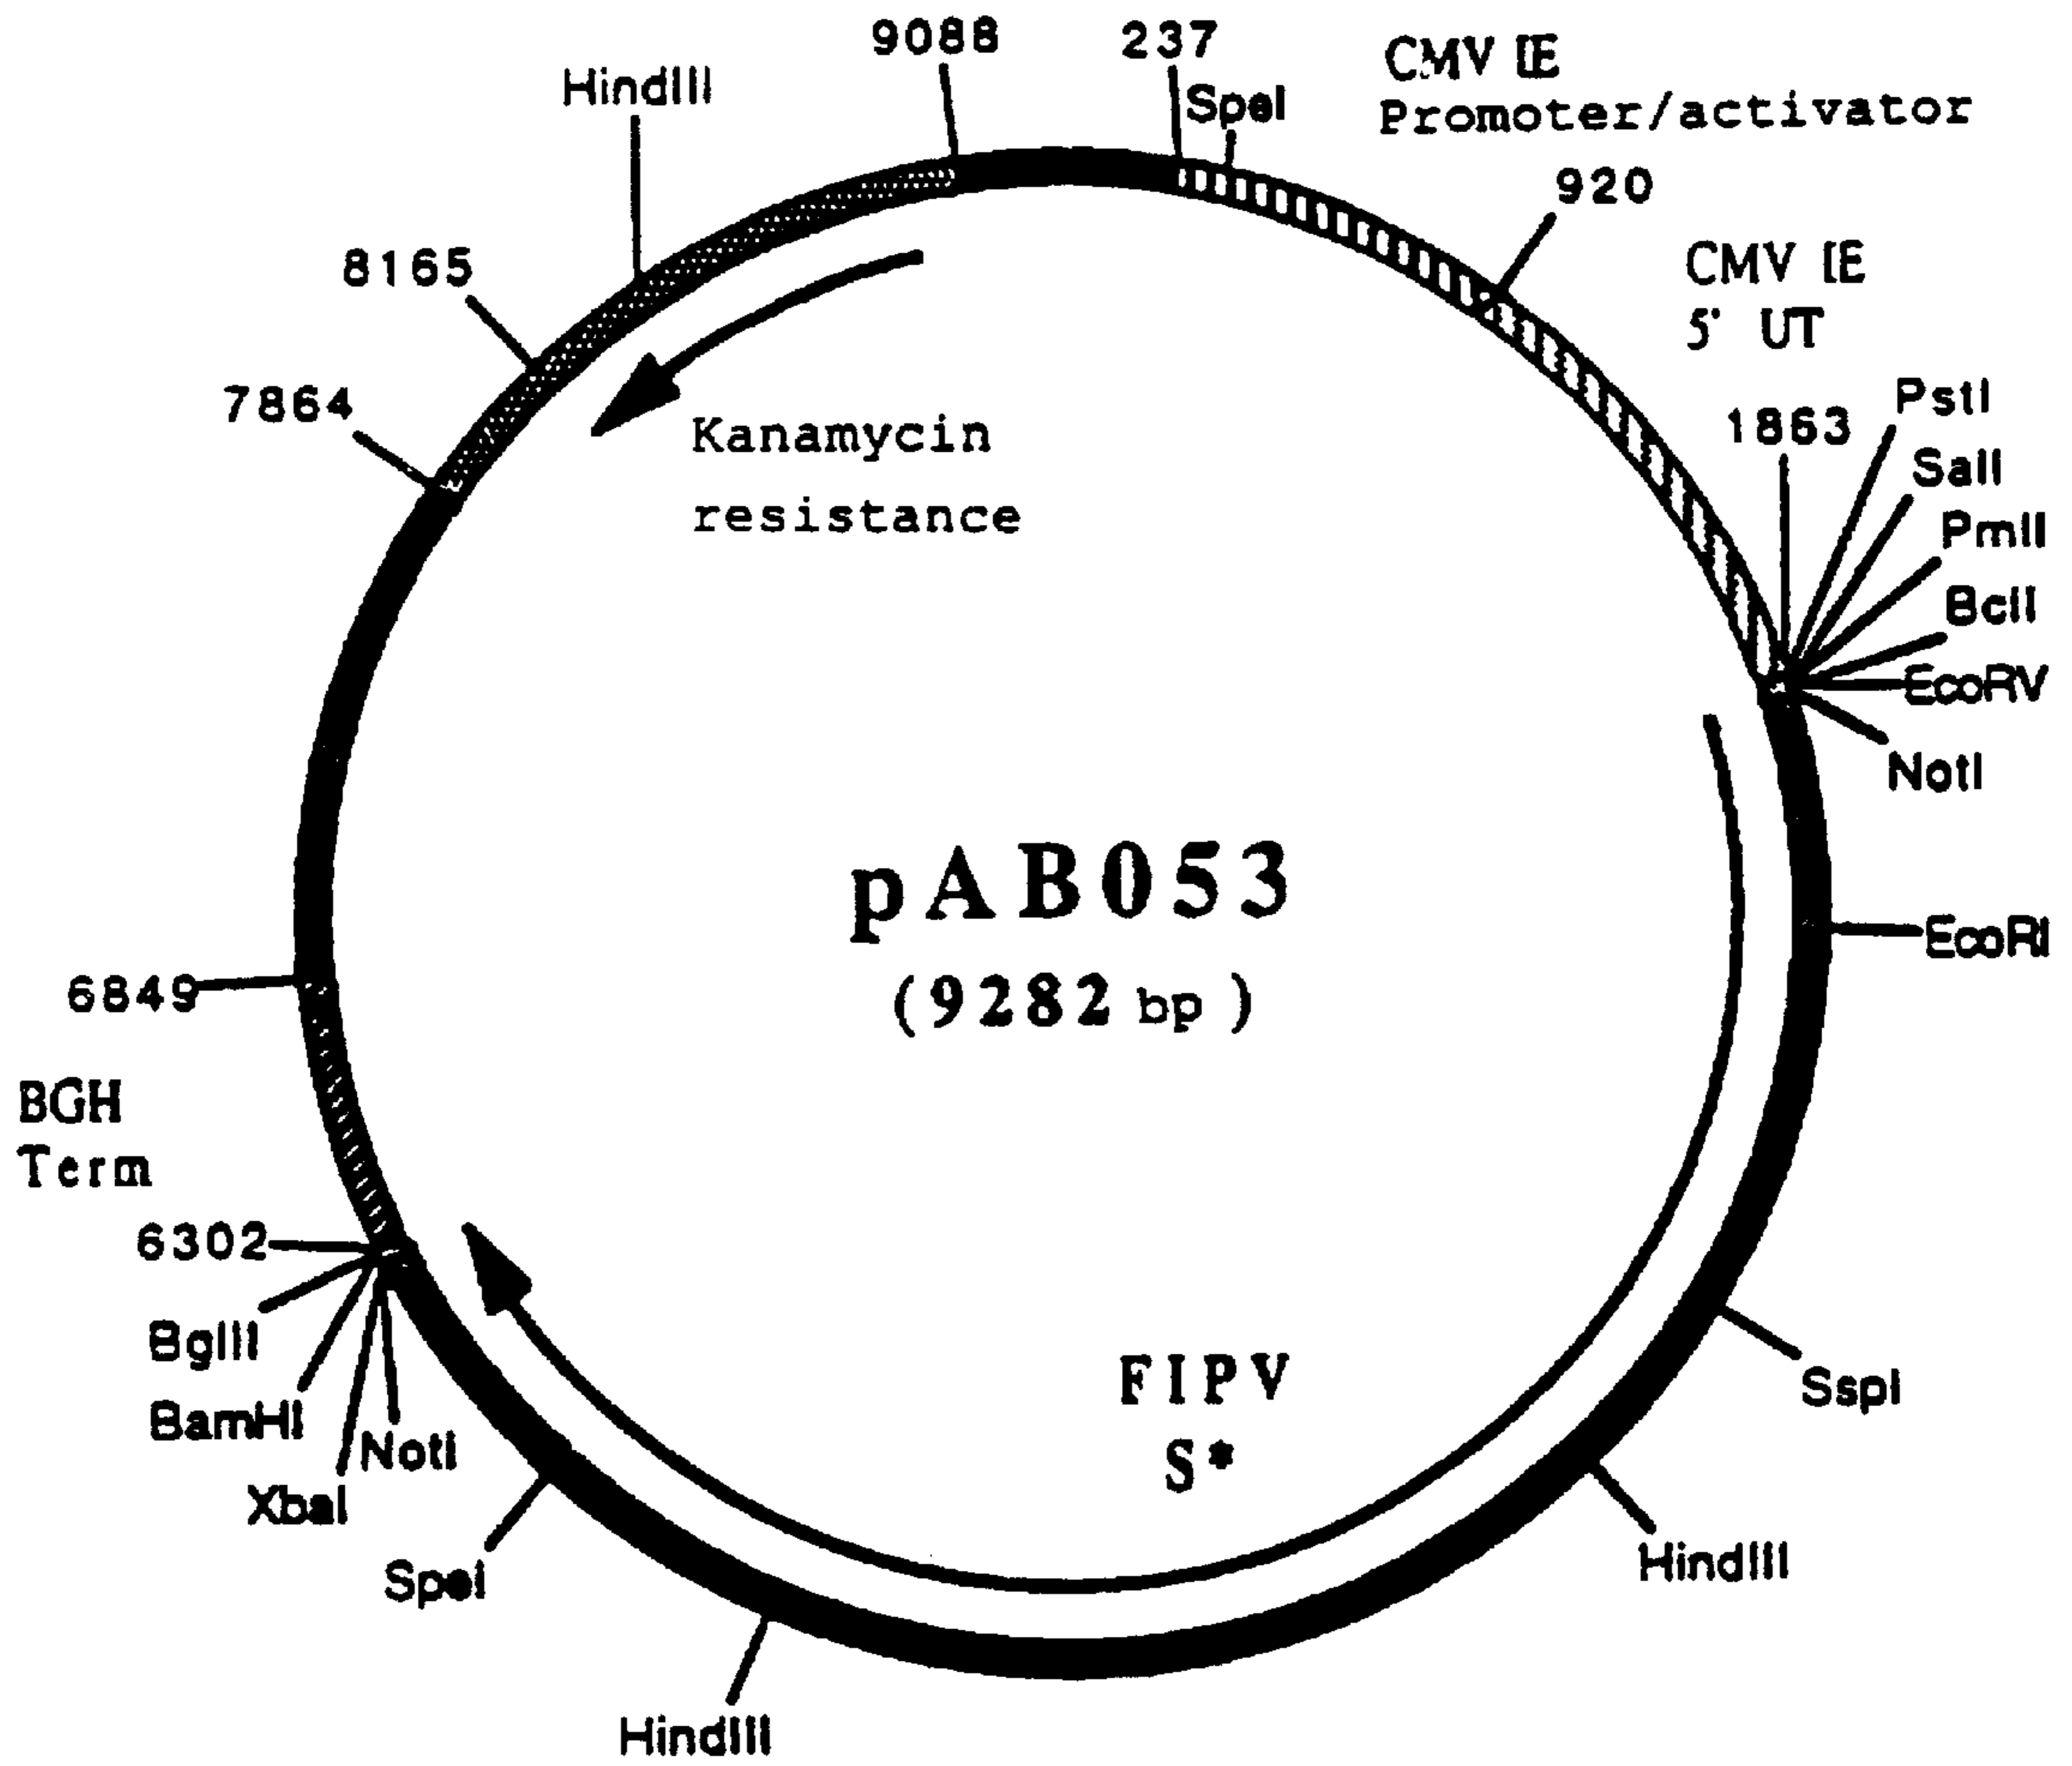 9088
237
HindIII
SpeI
CMV IE
Promoter/activator
920
8165
CMV IE
5' UT
7864
1863
PstI
SalI
PmlI
BclI
EcoRV
NotI
Kanamycin
resistance
pAB053
(9282 bp)
EcoRI
6849
BGH
Term
6302
BglII
BamHI
XbaI
NotI
SpeI
FIPV
S*
SspI
HindIII
HindIII